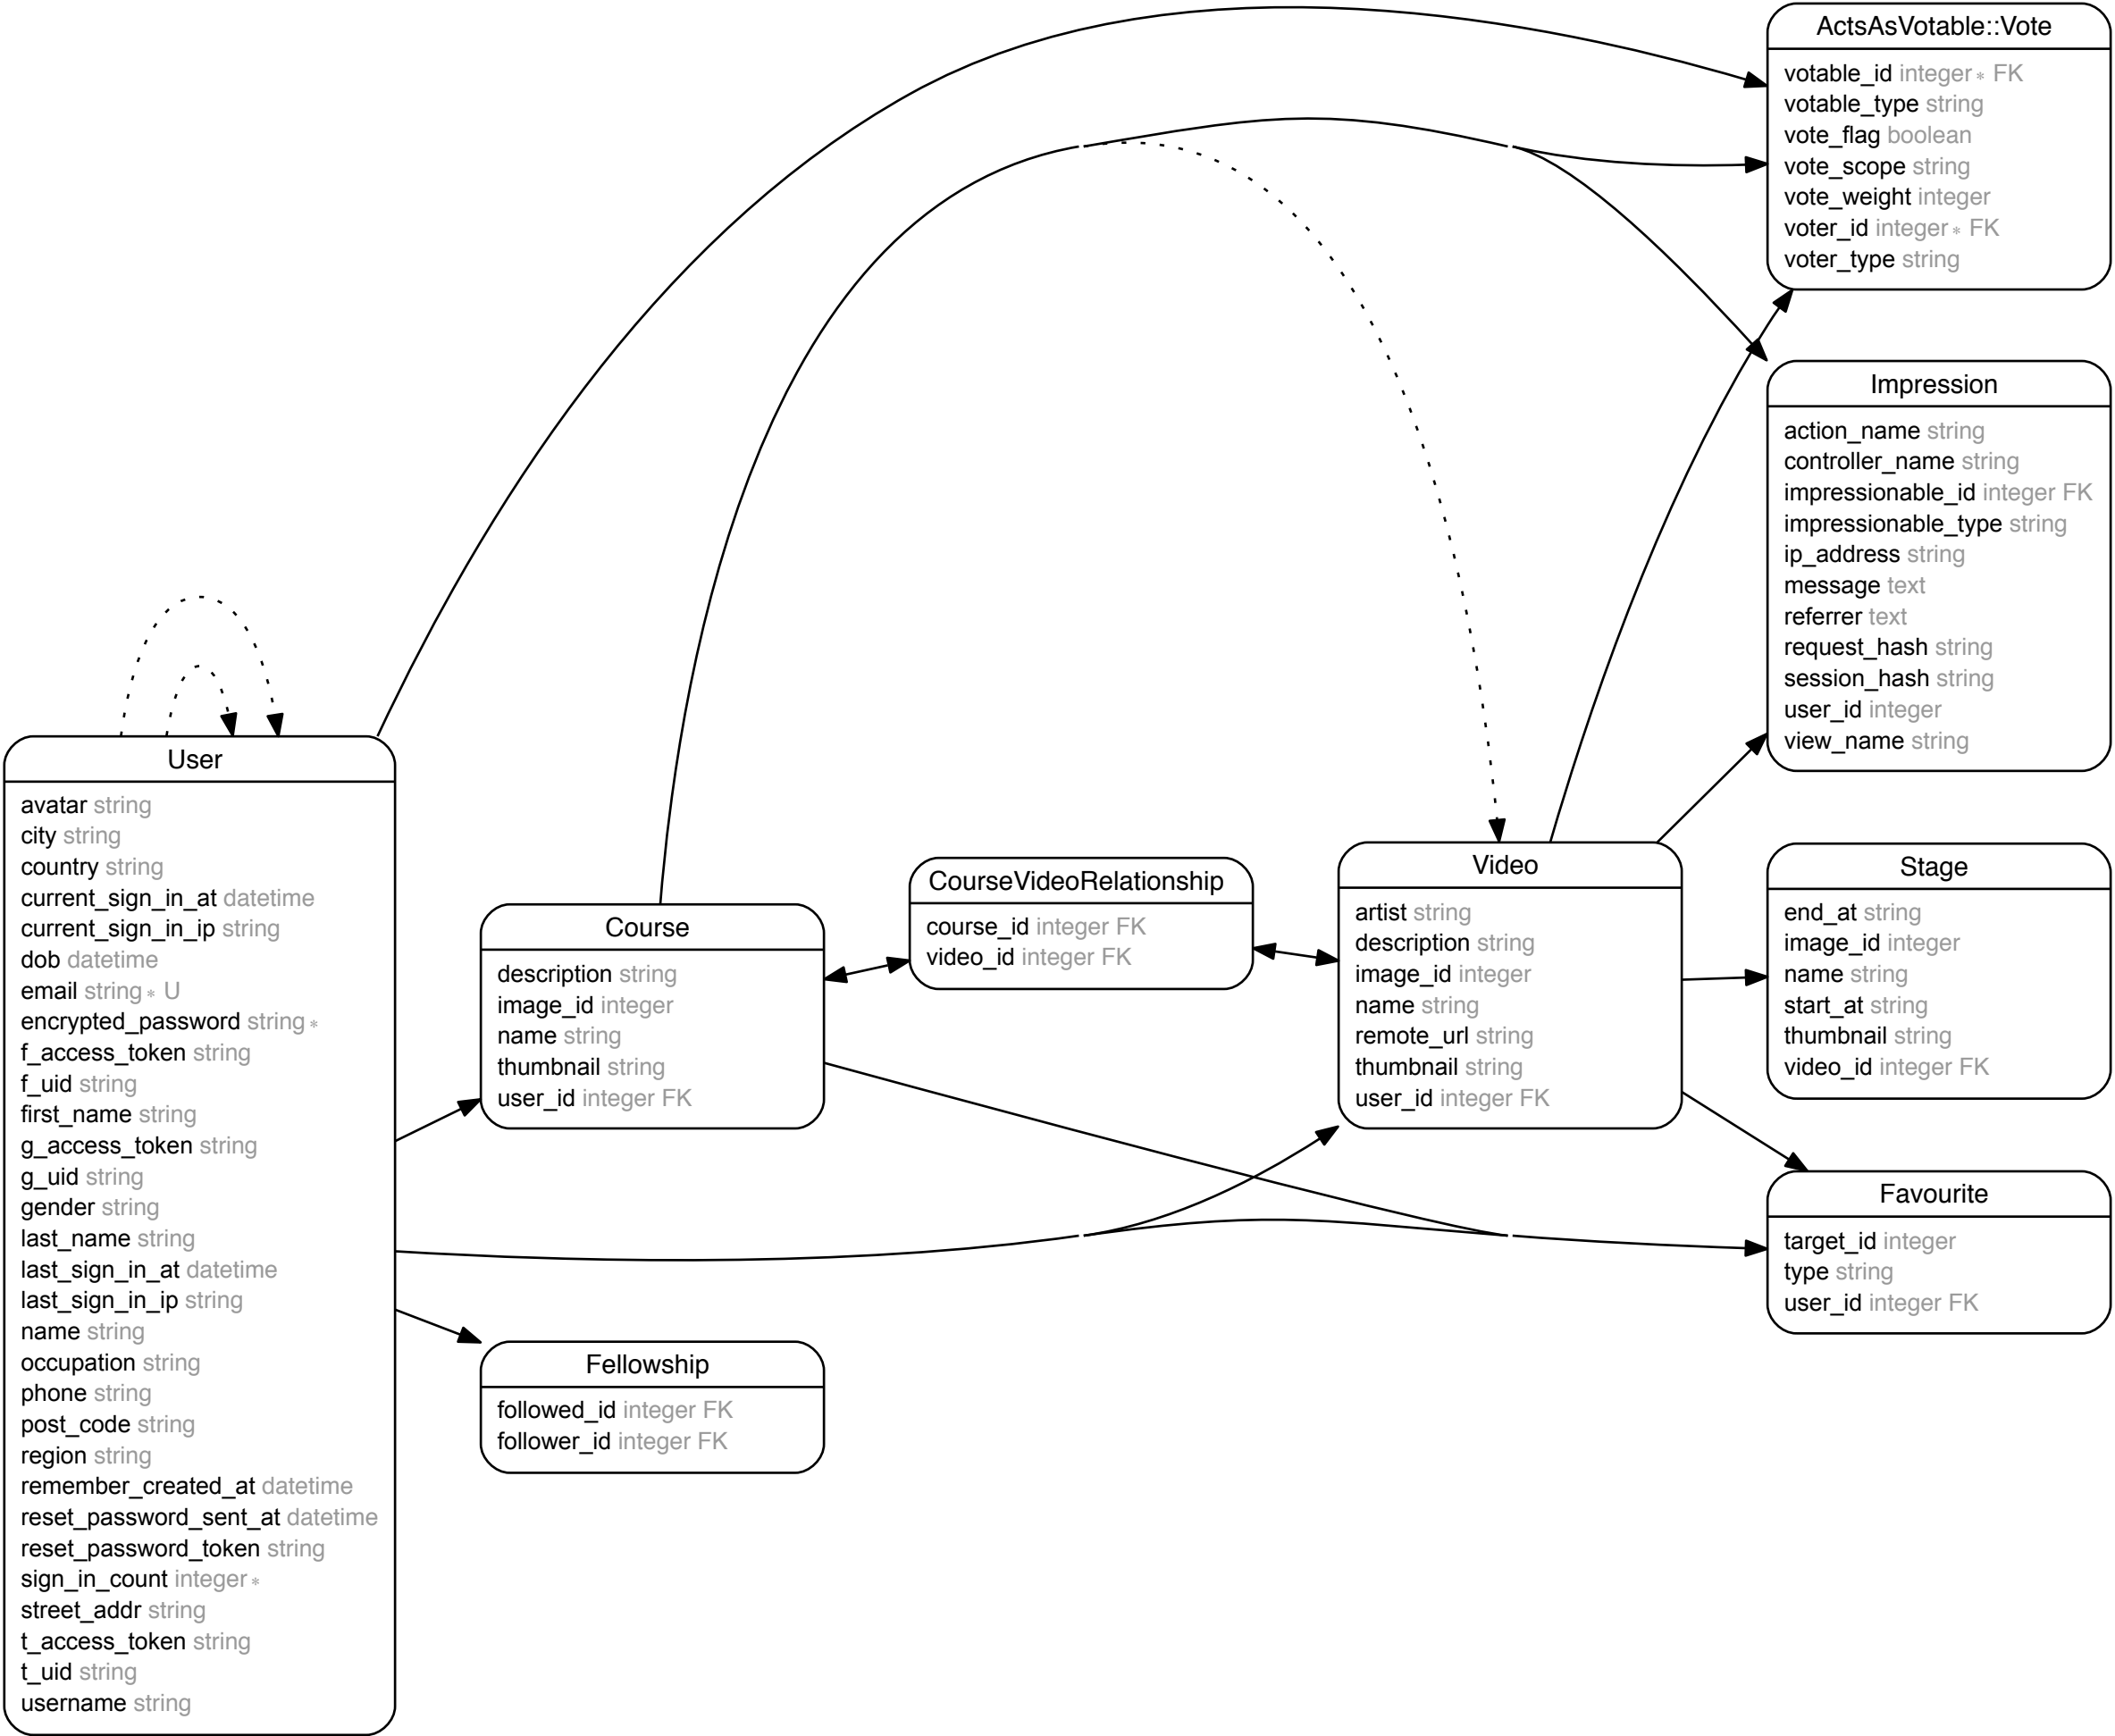 ActsAsVotable::Vote
votable_id integer∗ FK
votable_type string
vote_flag boolean
vote_scope string
vote_weight integer
voter_id integer∗ FK
voter_type string
Impression
action_name string
controller_name string
impressionable_id integer FK
impressionable_type string
ip_address string
message text
referrer text
request_hash string
session_hash string
user_id integer
view_name string
User
avatar string
city string
country string
current_sign_in_at datetime
current_sign_in_ip string
dob datetime
email string∗ U
encrypted_password string∗
f_access_token string
f_uid string
first_name string
g_access_token string
g_uid string
gender string
last_name string
last_sign_in_at datetime
last_sign_in_ip string
name string
occupation string
phone string
post_code string
region string
remember_created_at datetime
reset_password_sent_at datetime
reset_password_token string
sign_in_count integer∗
street_addr string
t_access_token string
t_uid string
username string
Course
description string
image_id integer
name string
thumbnail string
user_id integer FK
CourseVideoRelationship
course_id integer FK
video_id integer FK
Video
artist string
description string
image_id integer
name string
remote_url string
thumbnail string
user_id integer FK
Stage
end_at string
image_id integer
name string
start_at string
thumbnail string
video_id integer FK
Favourite
target_id integer
type string
user_id integer FK
Fellowship
followed_id integer FK
follower_id integer FK